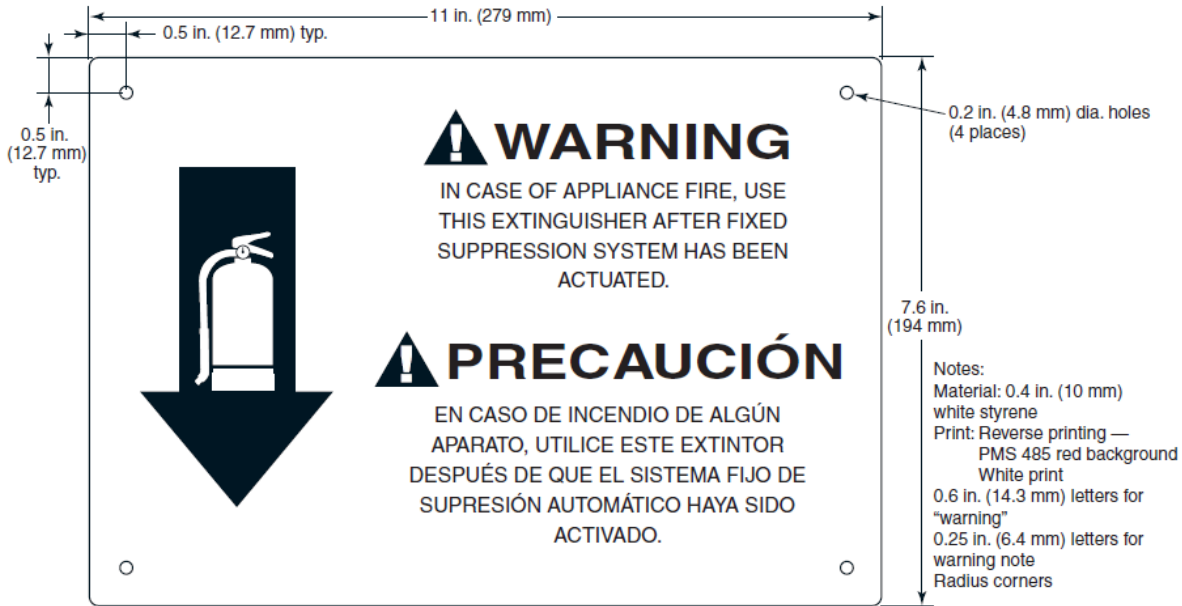 11 in. (279 mm)
0.5 in. (12.7 mm) typ.
0.5 in.
(12.7 mm)
typ.
0.2 in. (4.8 mm) dia. holes
(4 places)
! WARNING
IN CASE OF APPLIANCE FIRE, USE
THIS EXTINGUISHER AFTER FIXED
SUPPRESSION SYSTEM HAS BEEN
ACTUATED.
! PRECAUCIÓN
EN CASO DE INCENDIO DE ALGÚN
APARATO, UTILICE ESTE EXTINTOR
DESPUÉS DE QUE EL SISTEMA FIJO DE
SUPRESIÓN AUTOMÁTICO HAYA SIDO
ACTIVADO.
7.6 in.
(194 mm)
Notes:
Material: 0.4 in. (10 mm)
white styrene
Print: Reverse printing —
PMS 485 red background
White print
0.6 in. (14.3 mm) letters for
“warning”
0.25 in. (6.4 mm) letters for
warning note
Radius corners